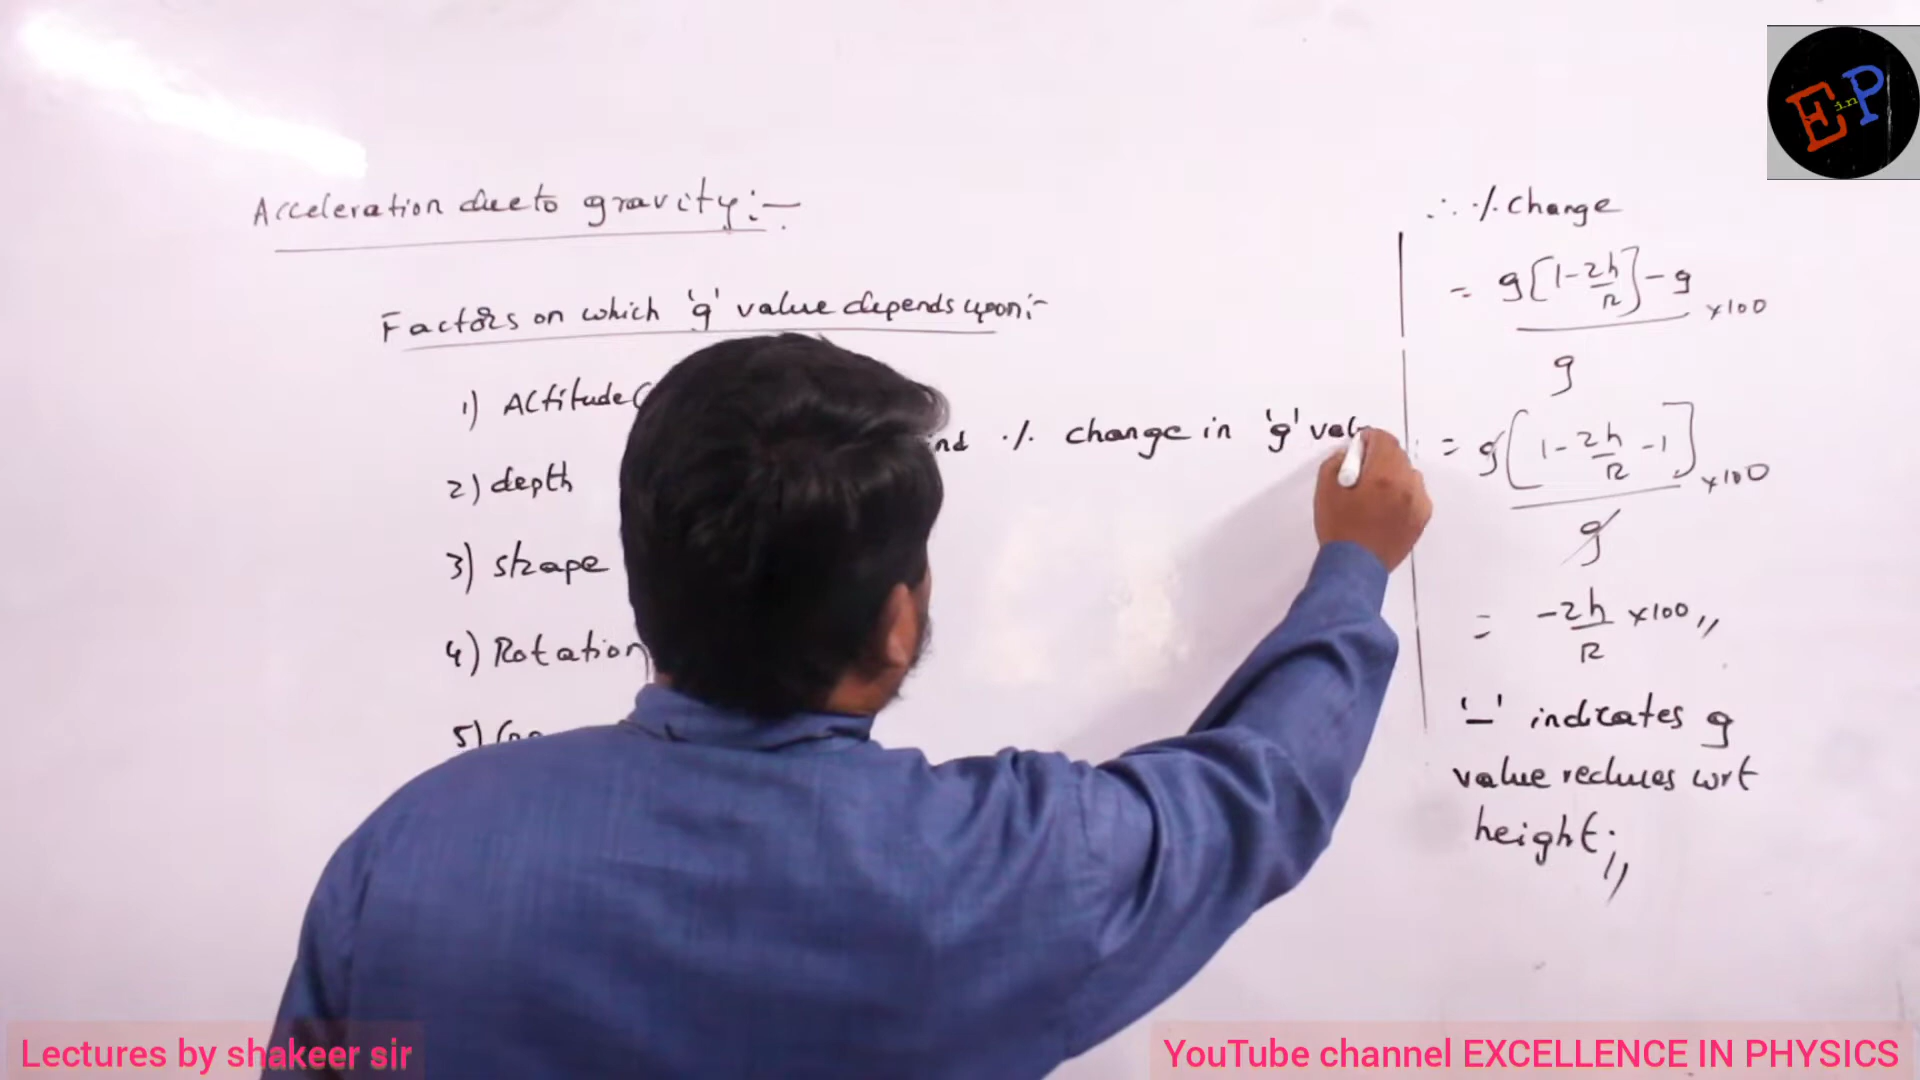 Acceleration due to gravity:-
Factors on which 'g' value depends upon:-
1) Altitude(
2) depth
3) shape
4) Rotation
5)
nd ·/. change in 'g' val
∴ ·/. change
= g[1-2h/R]-g/g ×100
= g[1-2h/R-1]/g ×100
= -2h/R ×100,,
'-' indicates g
value reduces wrt
height;,,
E in P
Lectures by shakeer sir
YouTube channel EXCELLENCE IN PHYSICS